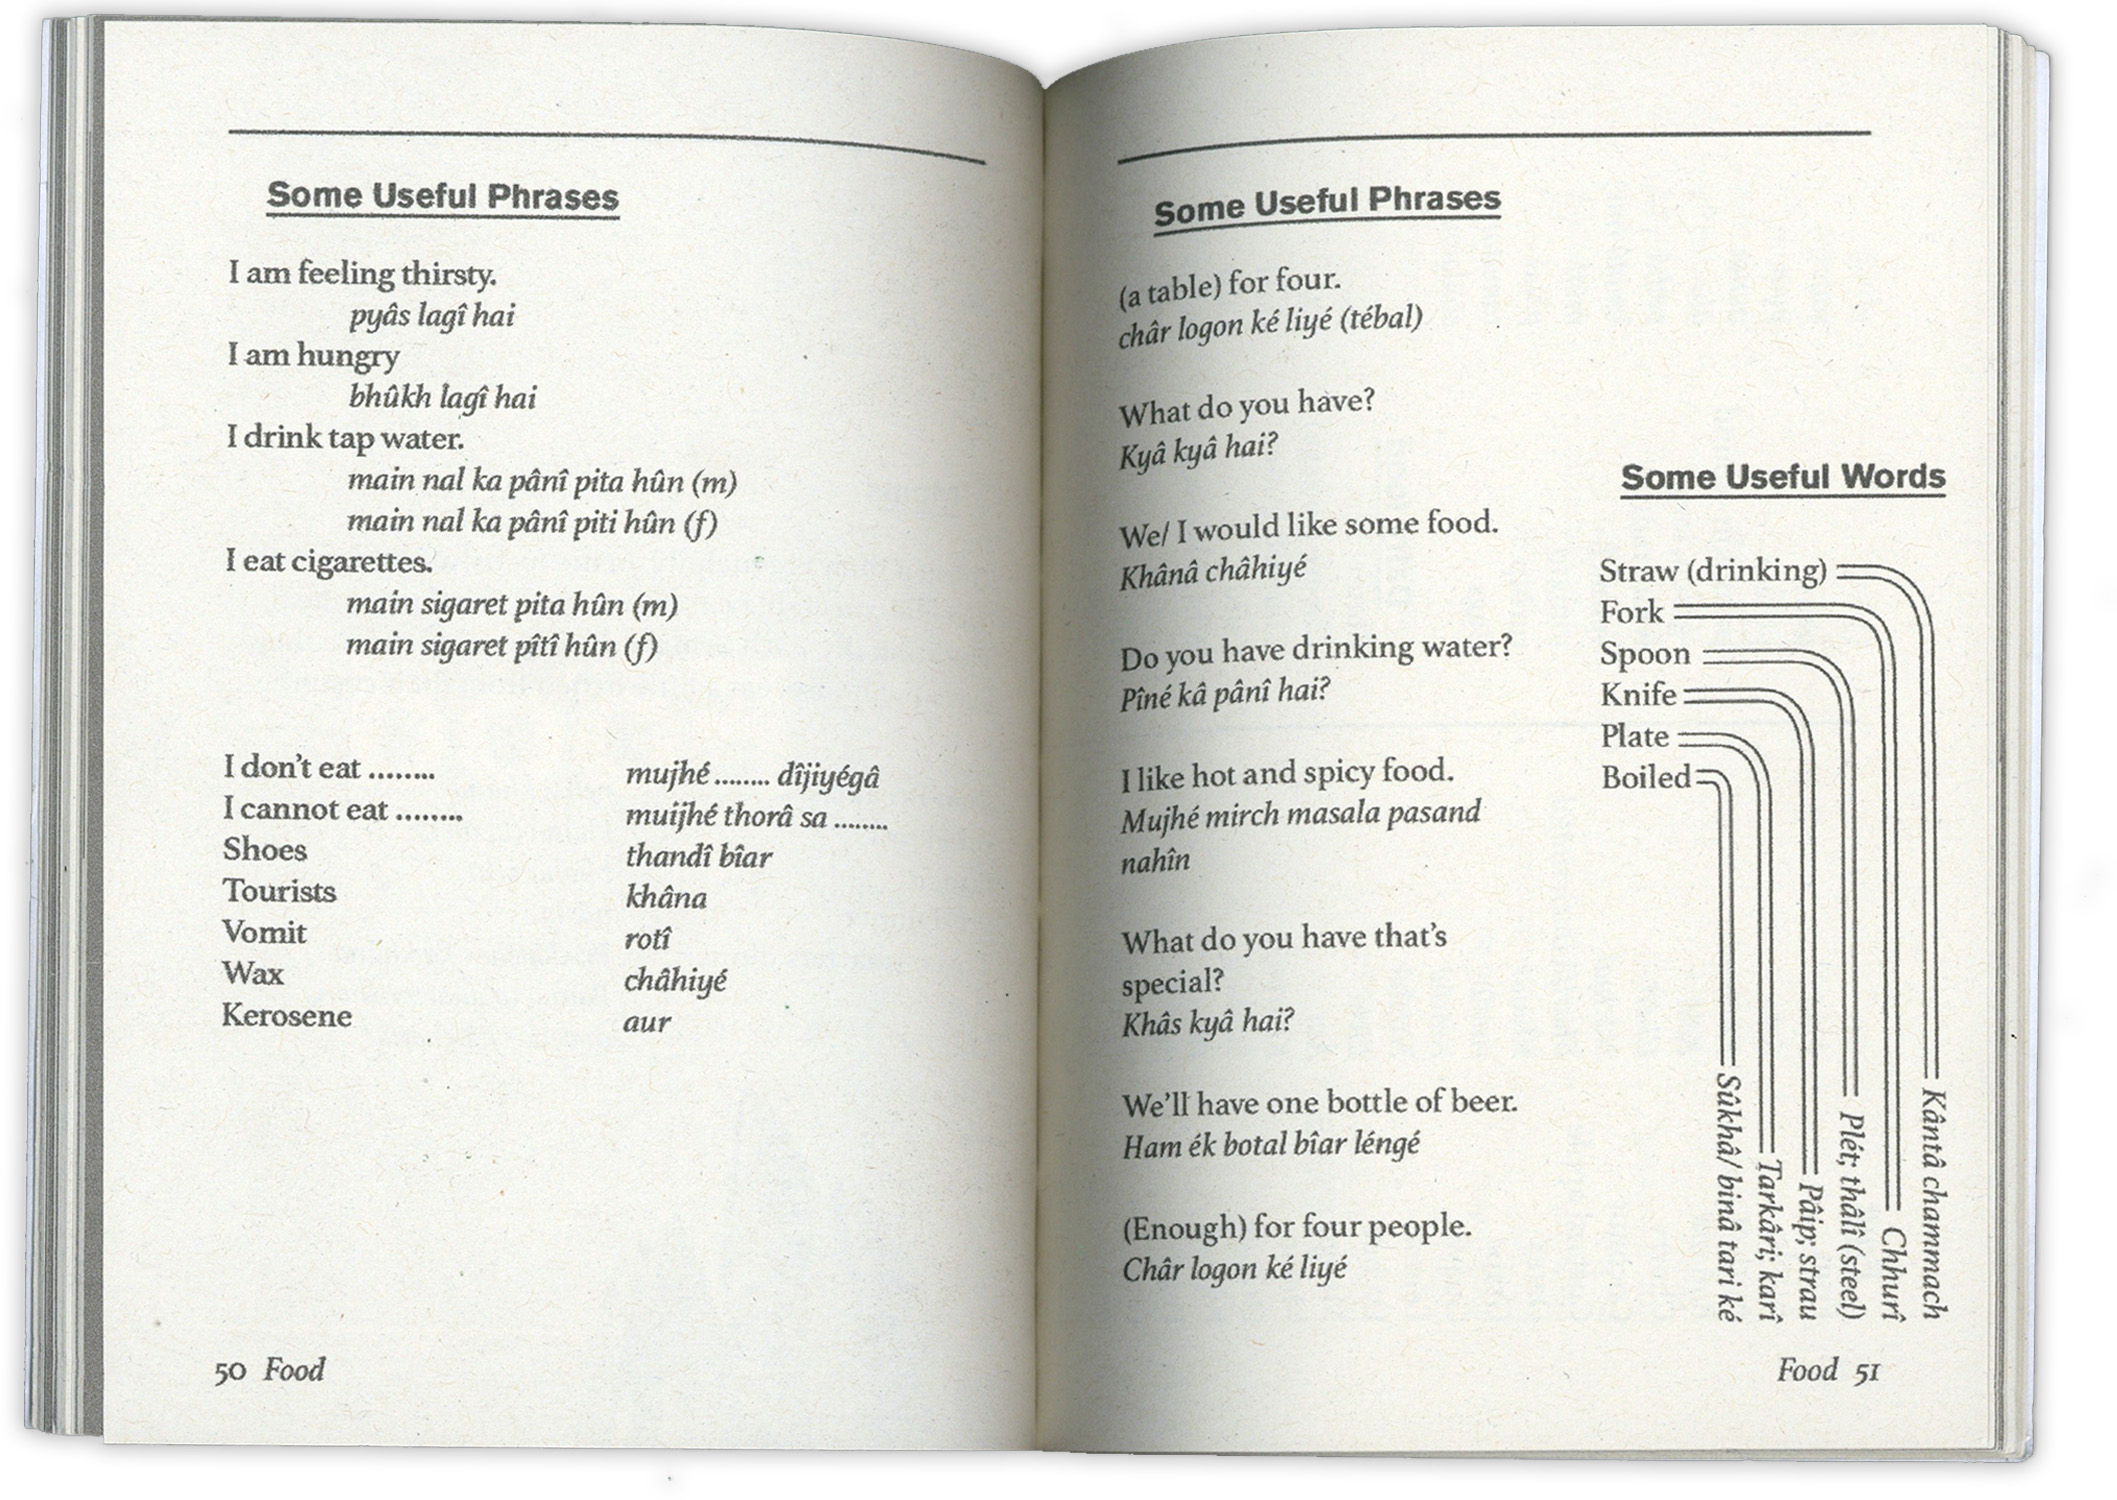 Some Useful Phrases
I am feeling thirsty.
pyâs lagî hai
I am hungry
bhûkh lagî hai
I drink tap water.
main nal ka pânî pita hûn (m)
main nal ka pânî piti hûn (f)
I eat cigarettes.
main sigaret pita hûn (m)
main sigaret pîtî hûn (f)
I don't eat ........ mujhé ........ dîjiyégâ
I cannot eat ........ muijhé thorâ sa ........
Shoes thandî bîar
Tourists khâna
Vomit rotî
Wax châhiyé
Kerosene aur
50 Food
Some Useful Phrases
(a table) for four.
châr logon ké liyé (tébal)
What do you have?
Kyâ kyâ hai?
We/ I would like some food.
Khânâ châhiyé
Do you have drinking water?
Pîné kâ pânî hai?
I like hot and spicy food.
Mujhé mirch masala pasand
nahîn
What do you have that's
special?
Khâs kyâ hai?
We'll have one bottle of beer.
Ham ék botal bîar léngé
(Enough) for four people.
Châr logon ké liyé
Some Useful Words
Straw (drinking)
Fork
Spoon
Knife
Plate
Boiled
Sûkhâ/ binâ tari ké
Tarkâri; karî
Pâip; strau
Plét; thâlî (steel)
Chhurî
Kântâ chammach
Food 51